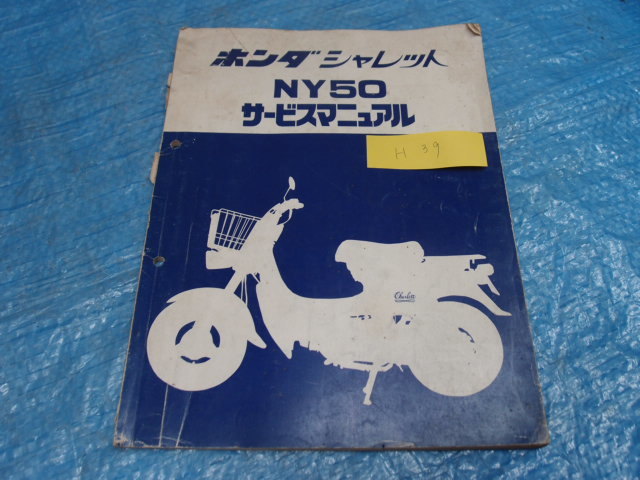 ホンダシャレット
NY50
サービスマニュアル
H 39
Charlett